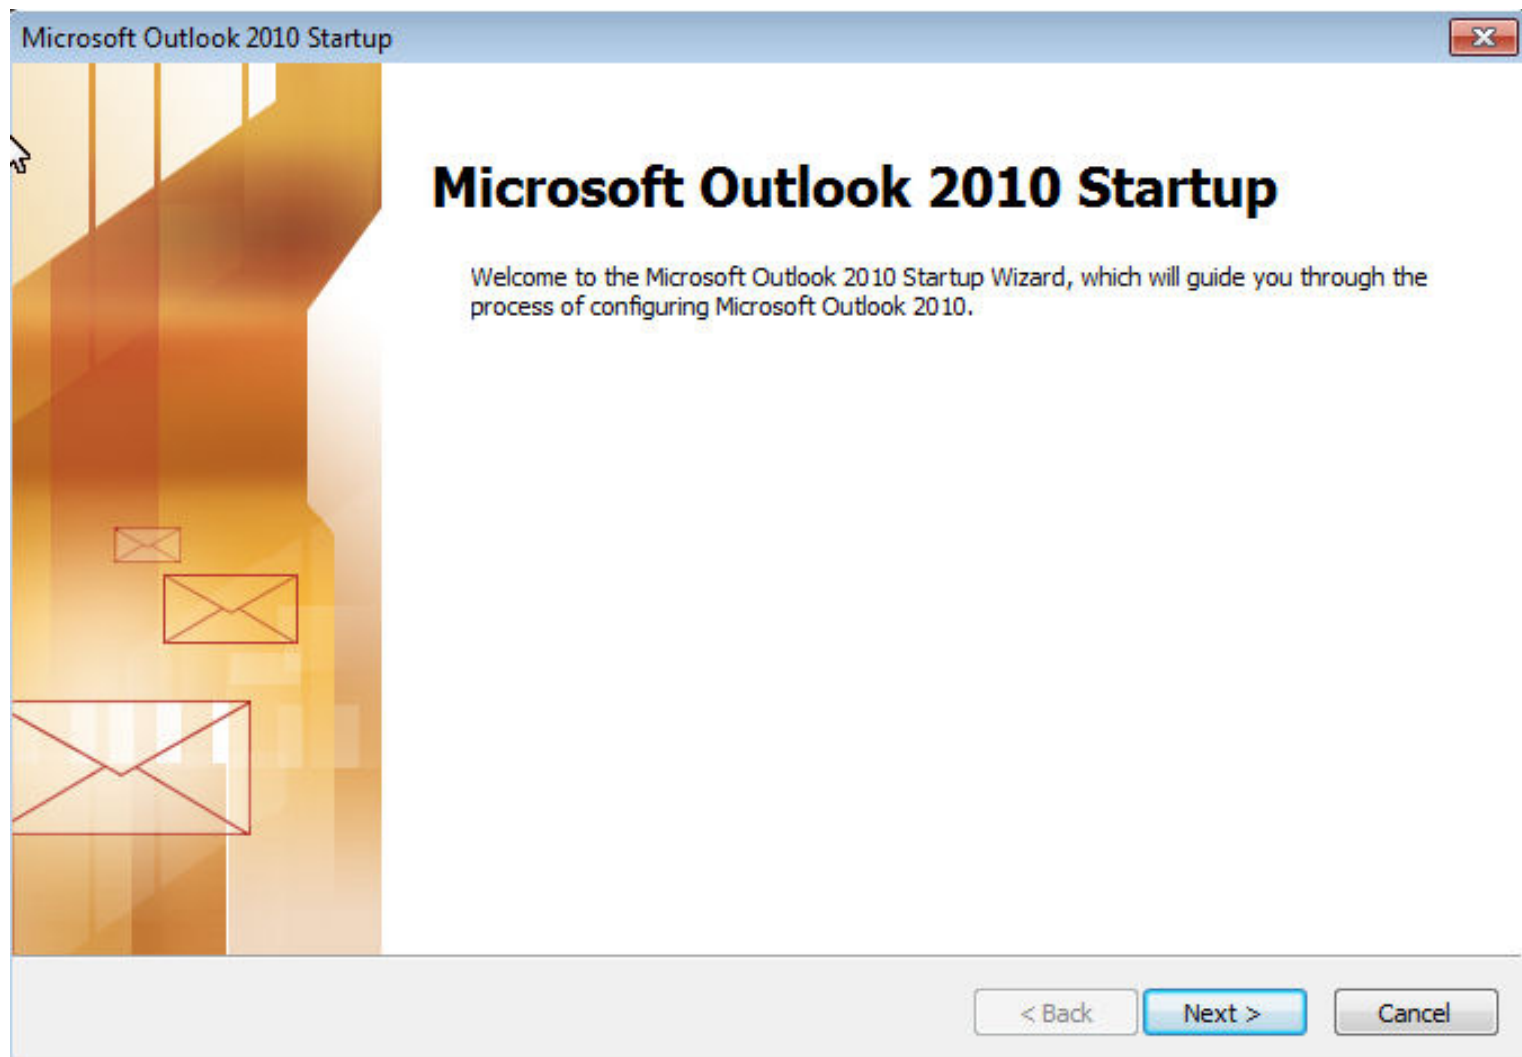 Microsoft Outlook 2010 Startup
Microsoft Outlook 2010 Startup
Welcome to the Microsoft Outlook 2010 Startup Wizard, which will guide you through the
process of configuring Microsoft Outlook 2010.
< Back Next > Cancel